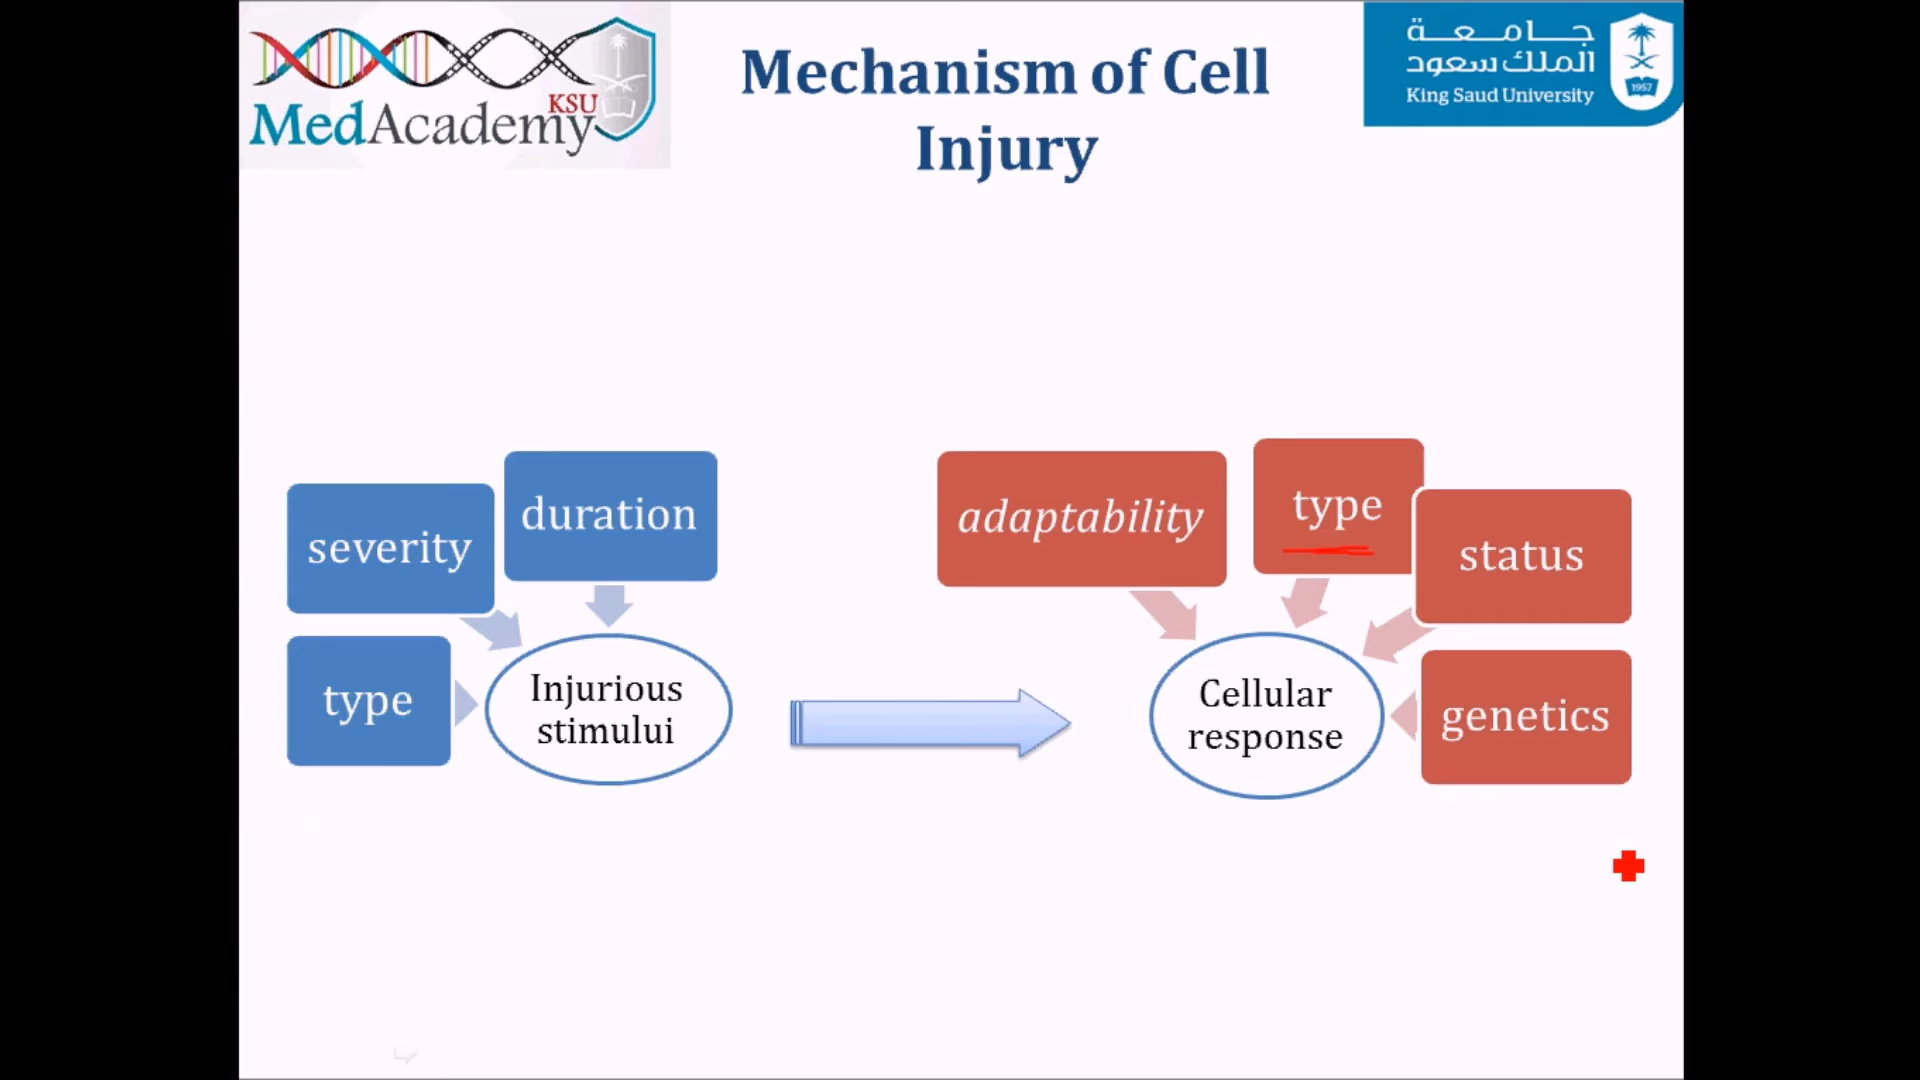 KSU
MedAcademy
Mechanism of Cell
Injury
جامعة
الملك سعود
King Saud University
1957
severity
duration
type
Injurious
stimului
adaptability
type
status
genetics
Cellular
response